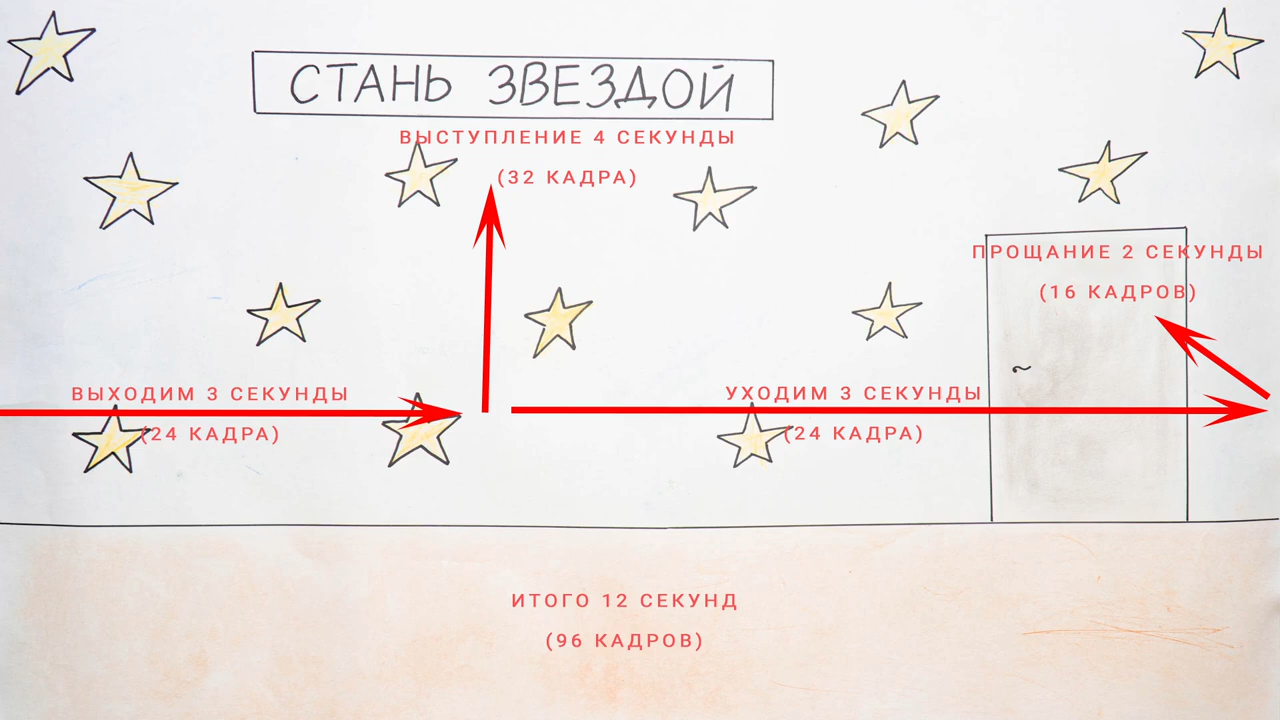 СТАНЬ ЗВЕЗДОЙ
ВЫСТУПЛЕНИЕ 4 СЕКУНДЫ
(32 КАДРА)
ПРОЩАНИЕ 2 СЕКУНДЫ
(16 КАДРОВ)
ВЫХОДИМ 3 СЕКУНДЫ
(24 КАДРА)
УХОДИМ 3 СЕКУНДЫ
(24 КАДРА)
ИТОГО 12 СЕКУНД
(96 КАДРОВ)